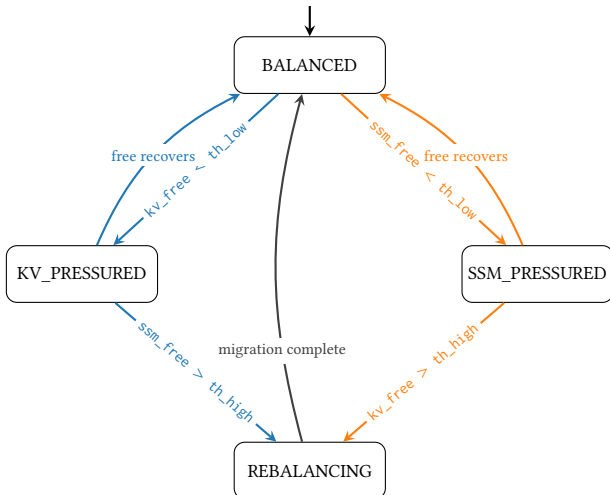 BALANCED
free recovers
kv_free < th_low
ssm_free < th_low
free recovers
KV_PRESSURED
SSM_PRESSURED
ssm_free > th_high
migration complete
kv_free > th_high
REBALANCING